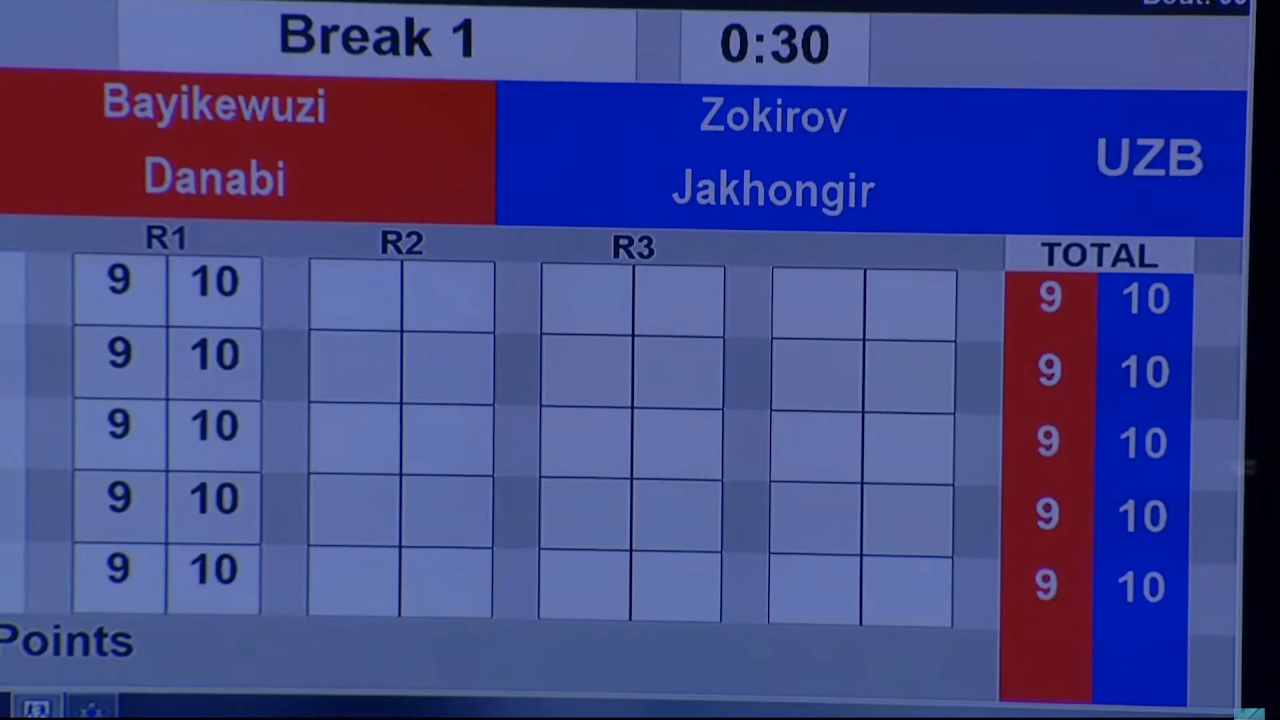 Break 1 0:30
Bayikewuzi Zokirov
Danabi Jakhongir UZB
R1 R2 R3 TOTAL
9 10 9 10
9 10 9 10
9 10 9 10
9 10 9 10
9 10 9 10
Points